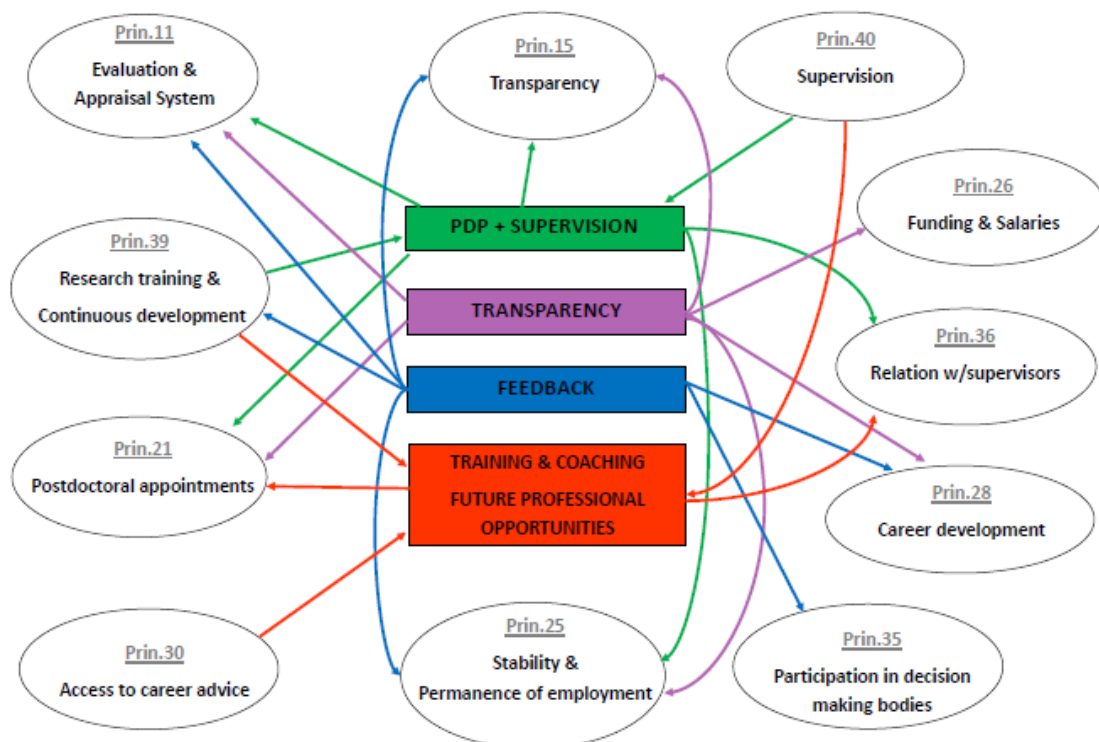 Prin.11
Evaluation &
Appraisal System
Prin.15
Transparency
Prin.40
Supervision
Prin.26
Funding & Salaries
PDP + SUPERVISION
Prin.39
Research training &
Continuous development
TRANSPARENCY
Prin.36
Relation w/supervisors
FEEDBACK
Prin.21
Postdoctoral appointments
TRAINING & COACHING
FUTURE PROFESSIONAL
OPPORTUNITIES
Prin.28
Career development
Prin.30
Access to career advice
Prin.25
Stability &
Permanence of employment
Prin.35
Participation in decision
making bodies